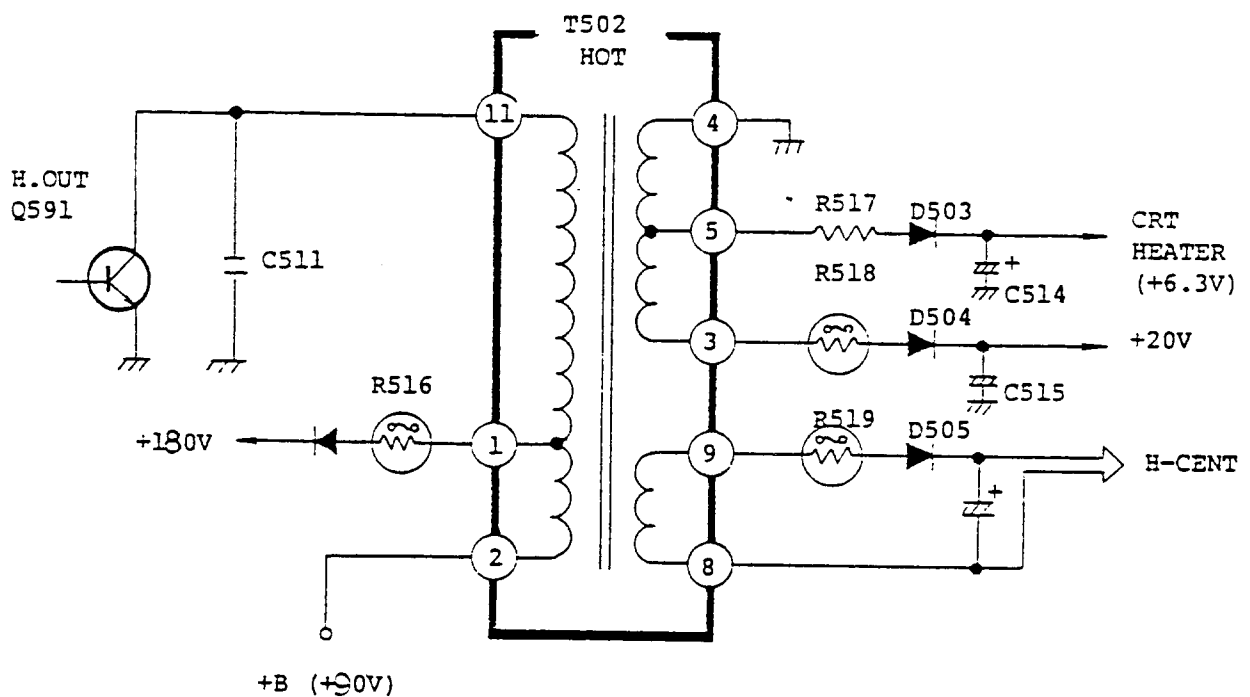 T502
HOT
11
4
H.OUT
Q591
C511
5
R517
D503
CRT
HEATER
(+6.3V)
+
C514
R518
3
D504
+20V
C515
R516
+180V
1
9
R519
D505
H-CENT
+
2
8
+B (+90V)